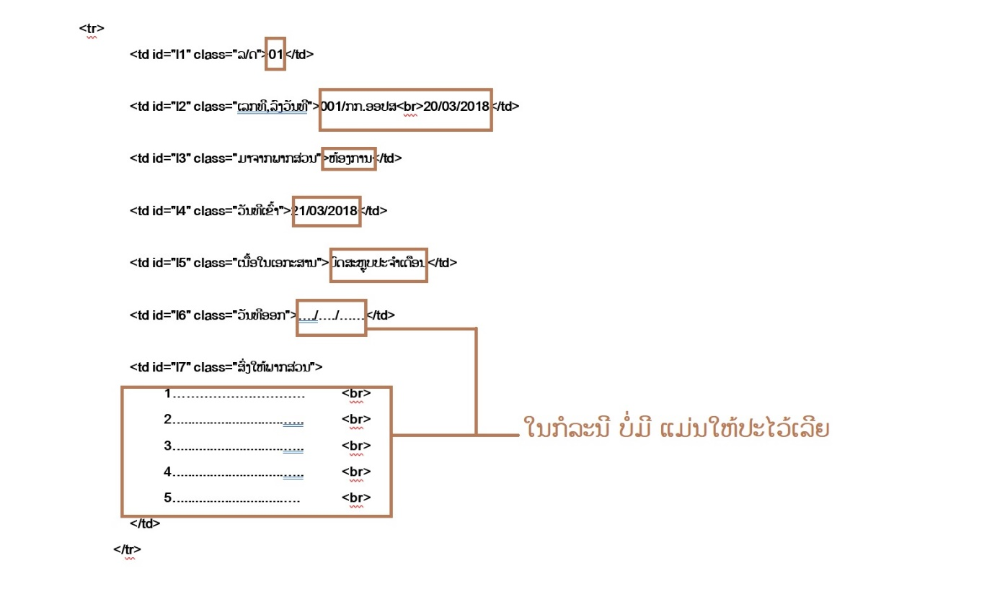 <tr>
<td id="l1" class="ລ/ດ">01</td>
<td id="l2" class="ເລກທີ,ລົງວັນທີ">001/ກກ.ອອປສ<br>20/03/2018</td>
<td id="l3" class="ມາຈາກພາກສ່ວນ">ຫ້ອງການ</td>
<td id="l4" class="ວັນທີເຂົ້າ">21/03/2018</td>
<td id="l5" class="ເນື້ອໃນເອກະສານ">ບົດສະຫຼຸບປະຈໍາເດືອນ</td>
<td id="l6" class="ວັນທີອອກ">…./…./……</td>
<td id="l7" class="ສົ່ງໃຫ້ພາກສ່ວນ">
1………………………… <br>
2................................... <br>
3................................... <br>
4................................... <br>
5.................................. <br>
ໃນກໍລະນີ ບໍ່ມີ ແມ່ນໃຫ້ປະໄວ້ເລີຍ
</td>
</tr>